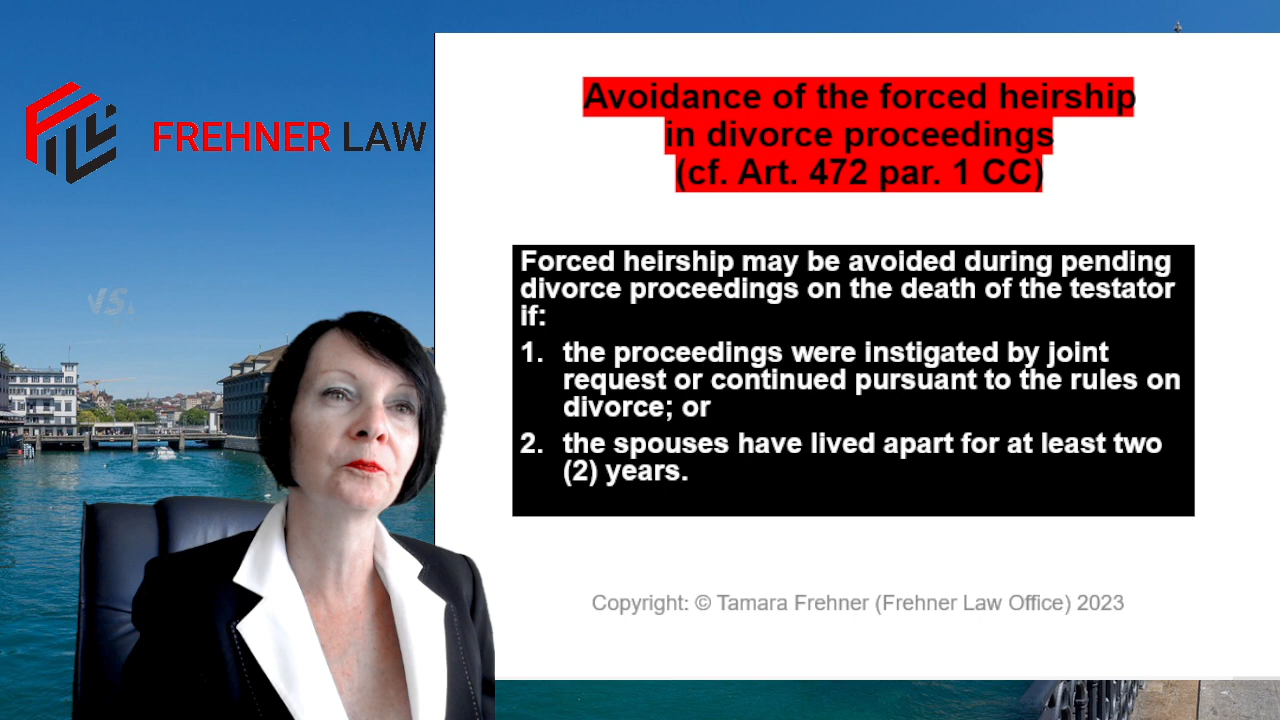 FREHNER LAW
Avoidance of the forced heirship
in divorce proceedings
(cf. Art. 472 par. 1 CC)
VS.
Forced heirship may be avoided during pending
divorce proceedings on the death of the testator
if:
1. the proceedings were instigated by joint
request or continued pursuant to the rules on
divorce; or
2. the spouses have lived apart for at least two
(2) years.
Copyright: © Tamara Frehner (Frehner Law Office) 2023